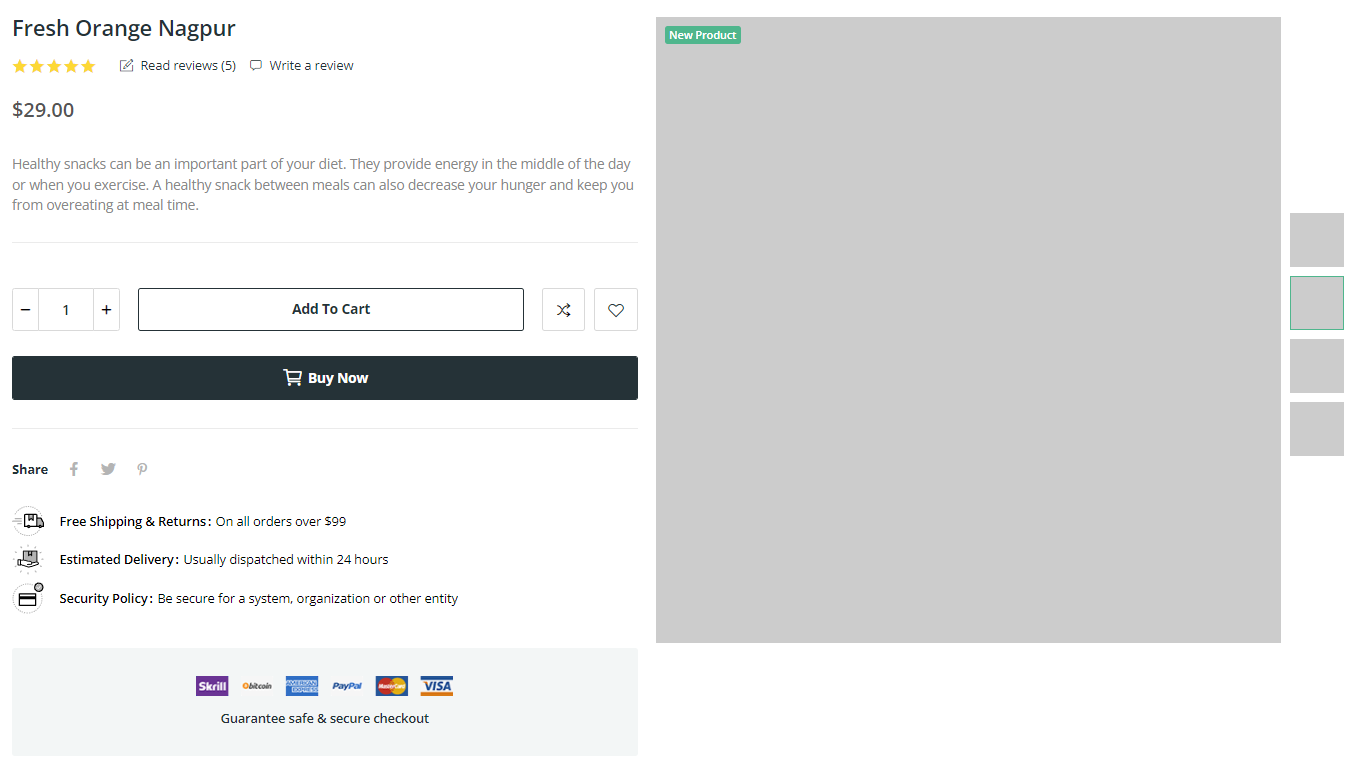 Fresh Orange Nagpur
Read reviews (5) Write a review
$29.00
Healthy snacks can be an important part of your diet. They provide energy in the middle of the day
or when you exercise. A healthy snack between meals can also decrease your hunger and keep you
from overeating at meal time.
1
Add To Cart
Buy Now
Share
Free Shipping & Returns: On all orders over $99
Estimated Delivery: Usually dispatched within 24 hours
Security Policy: Be secure for a system, organization or other entity
Skrill bitcoin AMERICAN EXPRESS PayPal MasterCard VISA
Guarantee safe & secure checkout
New Product